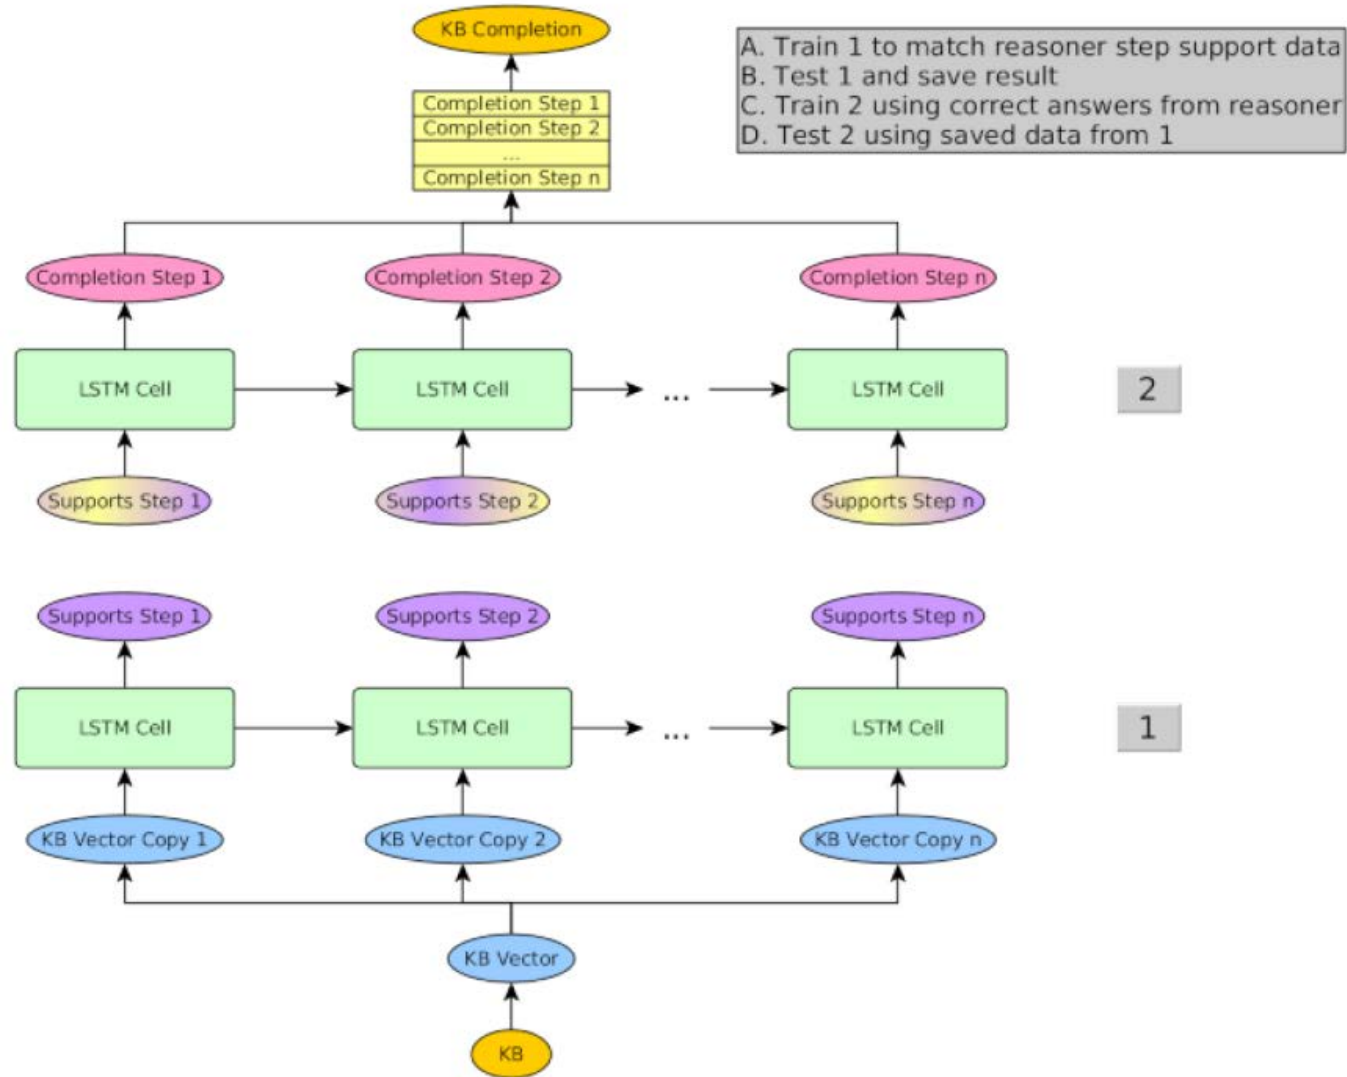 KB Completion
A. Train 1 to match reasoner step support data
B. Test 1 and save result
C. Train 2 using correct answers from reasoner
D. Test 2 using saved data from 1
Completion Step 1
Completion Step 2
...
Completion Step n
Completion Step 1
Completion Step 2
Completion Step n
LSTM Cell
LSTM Cell
...
LSTM Cell
2
Supports Step 1
Supports Step 2
Supports Step n
Supports Step 1
Supports Step 2
Supports Step n
LSTM Cell
LSTM Cell
...
LSTM Cell
1
KB Vector Copy 1
KB Vector Copy 2
KB Vector Copy n
KB Vector
KB